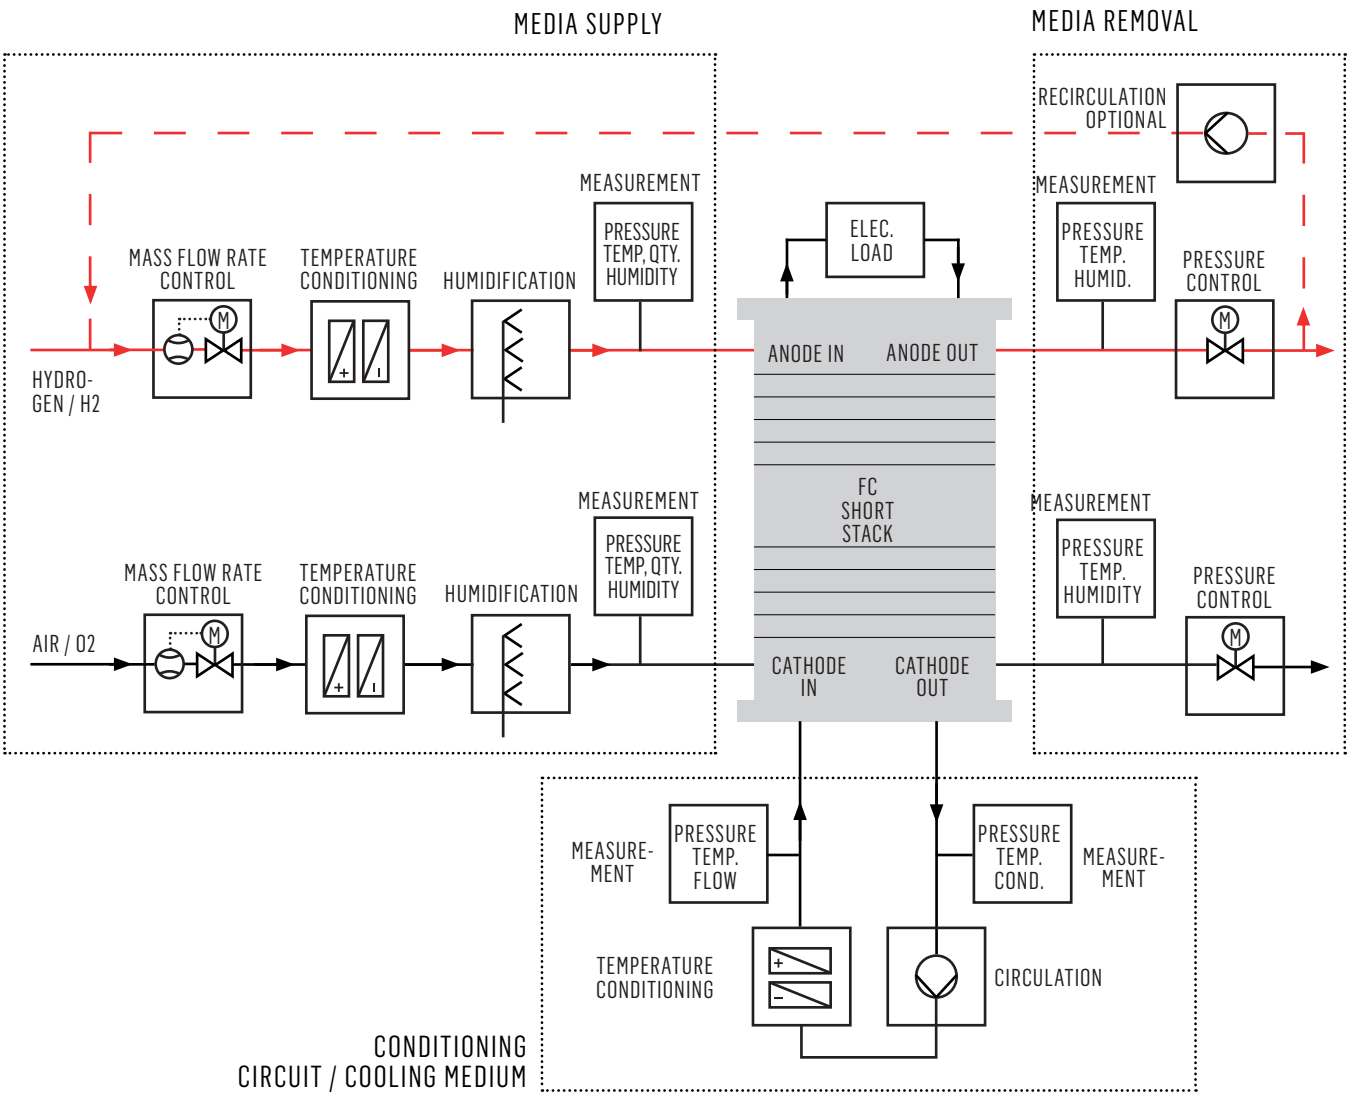 MEDIA SUPPLY
MEDIA REMOVAL
RECIRCULATION
OPTIONAL
MEASUREMENT
PRESSURE
TEMP, QTY.
HUMIDITY
MEASUREMENT
PRESSURE
TEMP.
HUMID.
ELEC.
LOAD
MASS FLOW RATE
CONTROL
M
TEMPERATURE
CONDITIONING
+
−
HUMIDIFICATION
PRESSURE
CONTROL
M
ANODE IN
ANODE OUT
HYDRO-
GEN / H2
FC
SHORT
STACK
MEASUREMENT
PRESSURE
TEMP, QTY.
HUMIDITY
MEASUREMENT
PRESSURE
TEMP.
HUMIDITY
MASS FLOW RATE
CONTROL
M
TEMPERATURE
CONDITIONING
+
−
HUMIDIFICATION
PRESSURE
CONTROL
M
AIR / O2
CATHODE
IN
CATHODE
OUT
MEASURE-
MENT
PRESSURE
TEMP.
FLOW
PRESSURE
TEMP.
COND.
MEASURE-
MENT
TEMPERATURE
CONDITIONING
+
−
CIRCULATION
CONDITIONING
CIRCUIT / COOLING MEDIUM